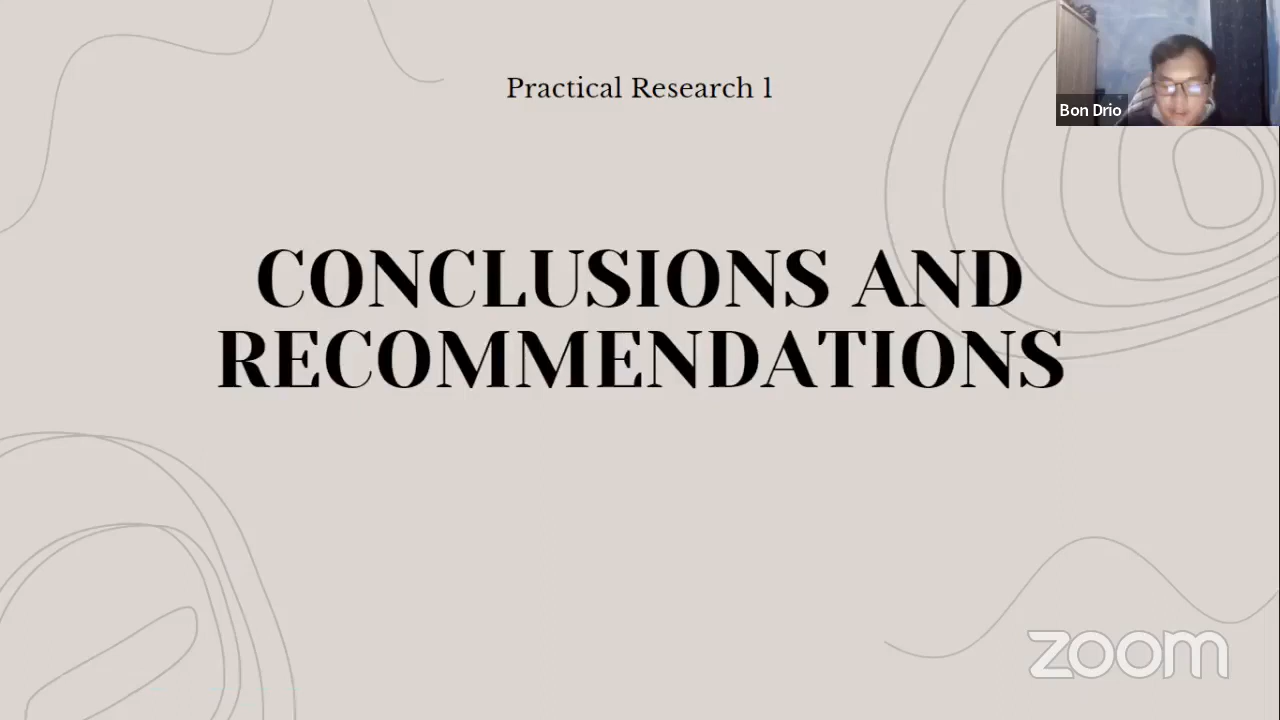 Practical Research 1
Bon Drio
CONCLUSIONS AND
RECOMMENDATIONS
zoom